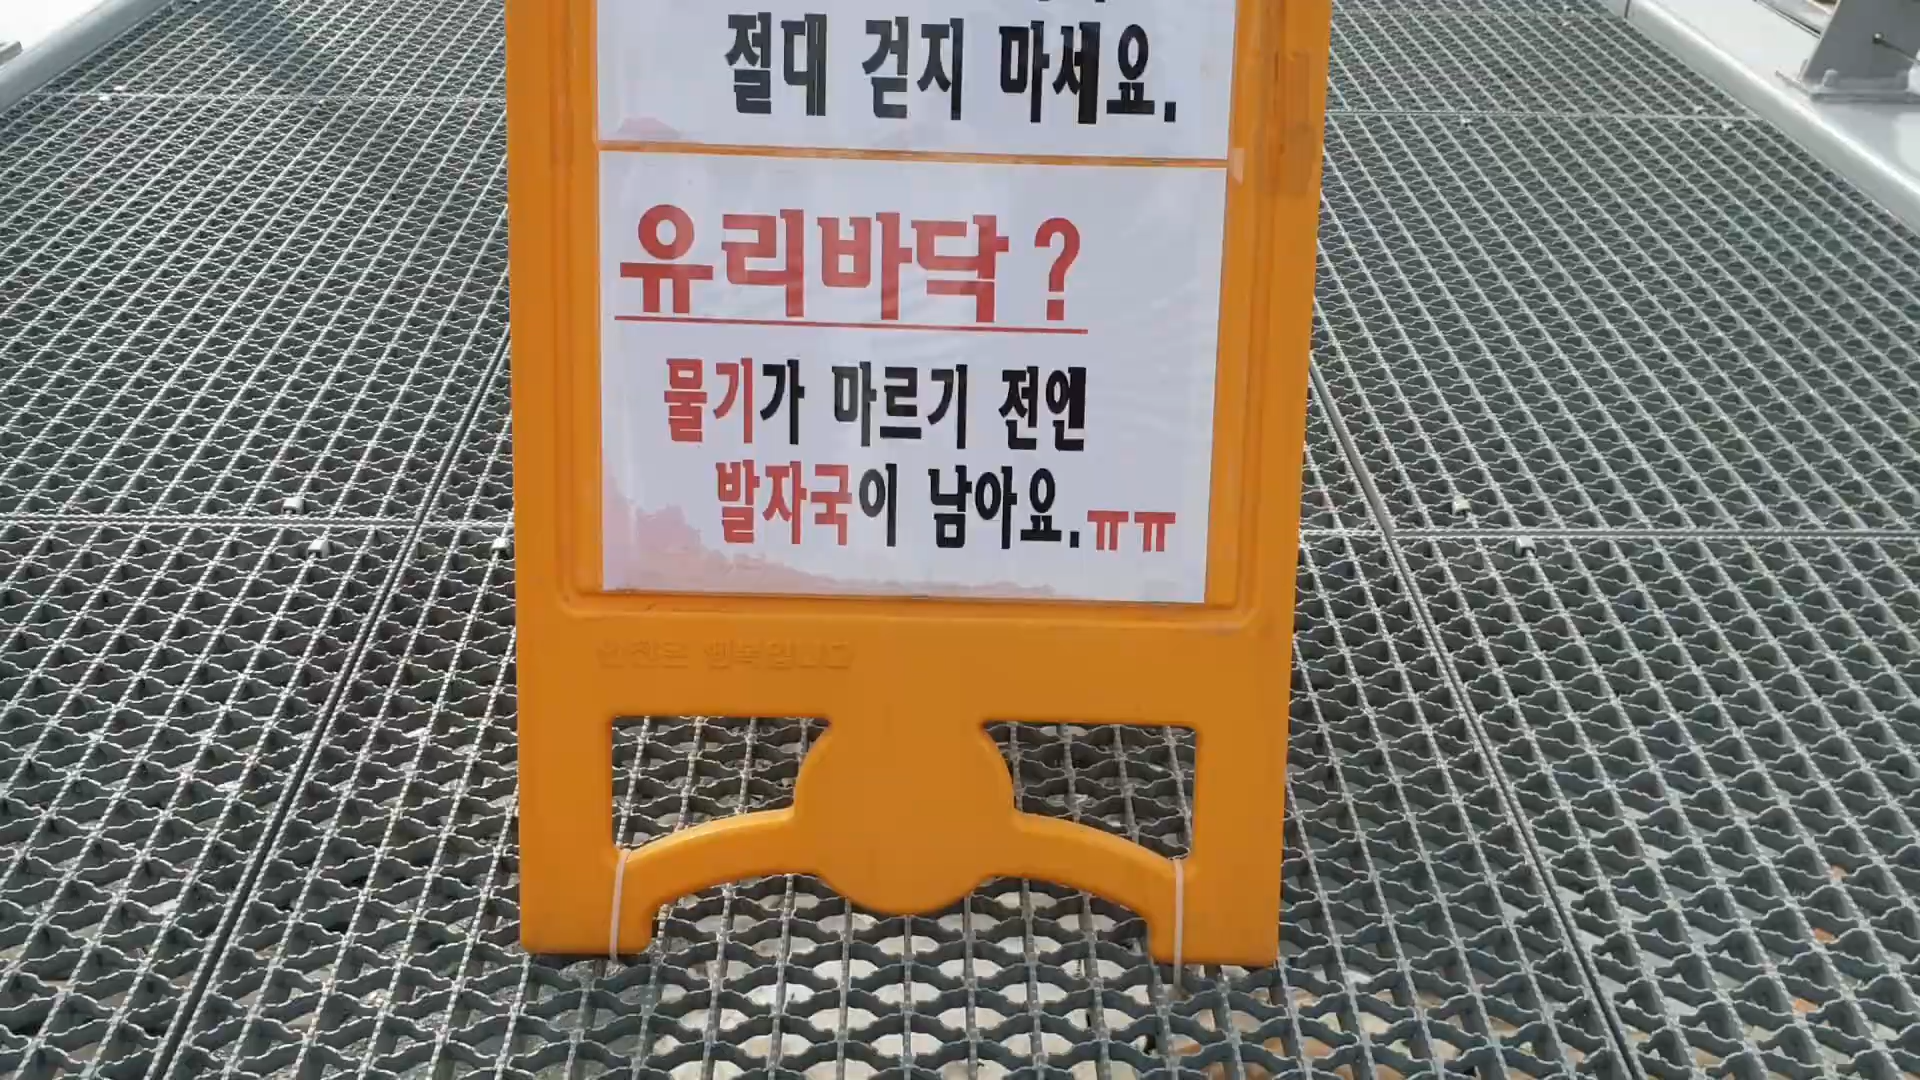 절대 걷지 마세요.
유리바닥?
물기가 마르기 전엔
발자국이 남아요.ㅠㅠ